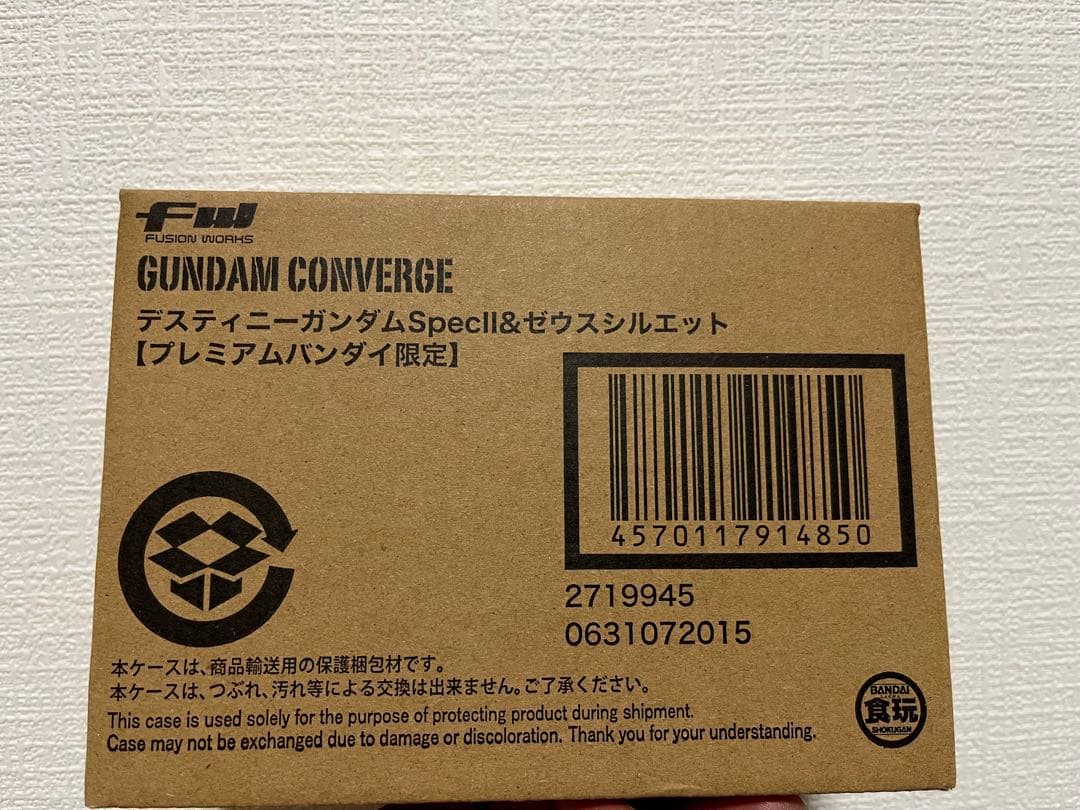 FW
FUSION WORKS
GUNDAM CONVERGE
デスティニーガンダムSpecII&ゼウスシルエット
【プレミアムバンダイ限定】
4570117914850
2719945
0631072015
本ケースは、商品輸送用の保護梱包材です。
本ケースは、つぶれ、汚れ等による交換は出来ません。ご了承ください。
This case is used solely for the purpose of protecting product during shipment.
Case may not be exchanged due to damage or discoloration. Thank you for your understanding.
BANDAI
しょくがん
食玩
SHOKUGAN